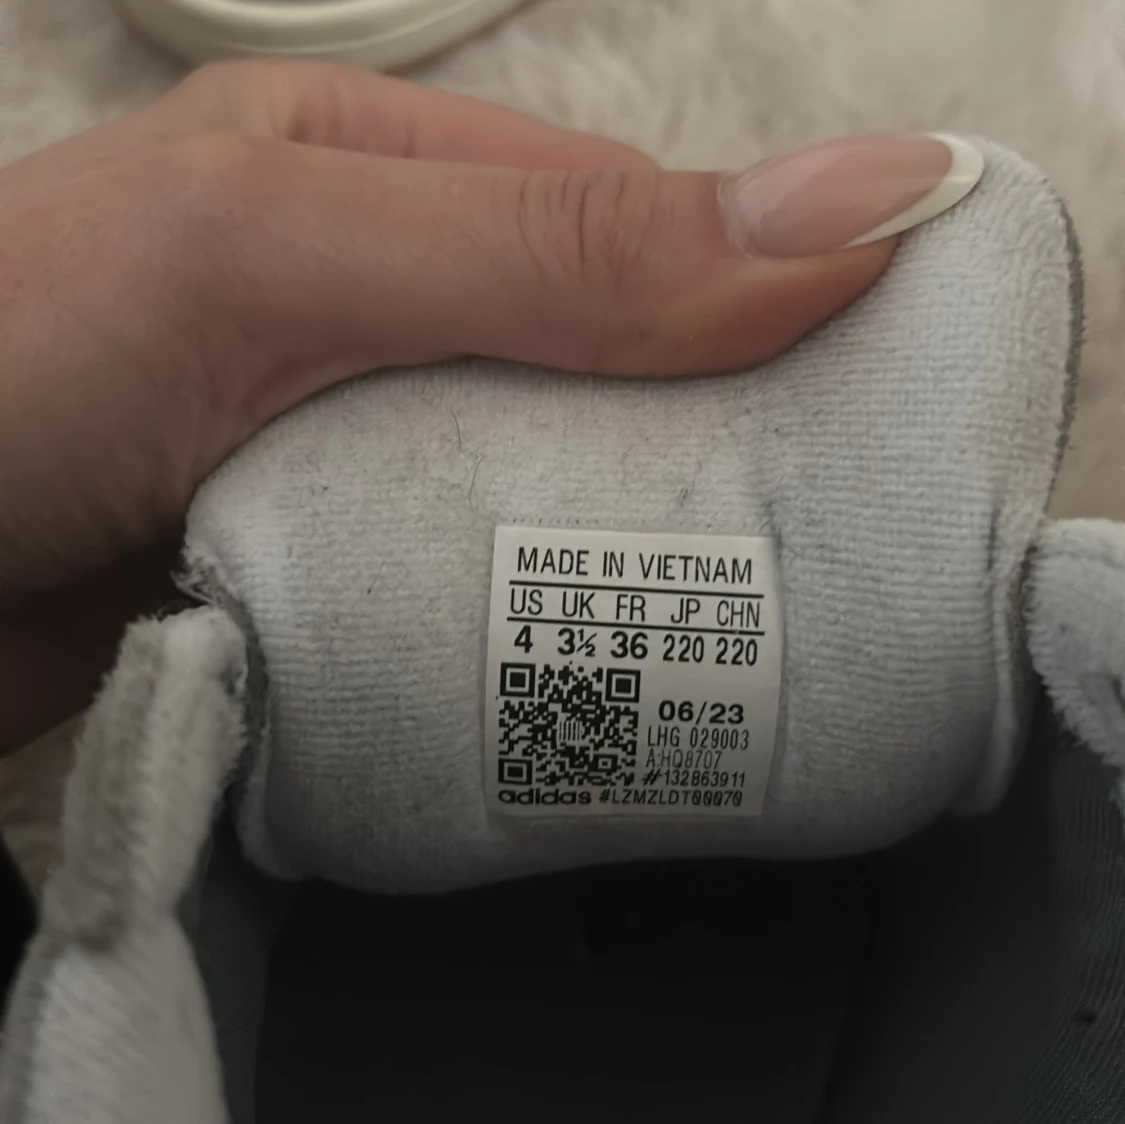 MADE IN VIETNAM
US UK FR JP CHN
4 3½ 36 220 220
06/23
LHG 029003
A:HQ8707
#132863911
adidas #LZMZLDT00070